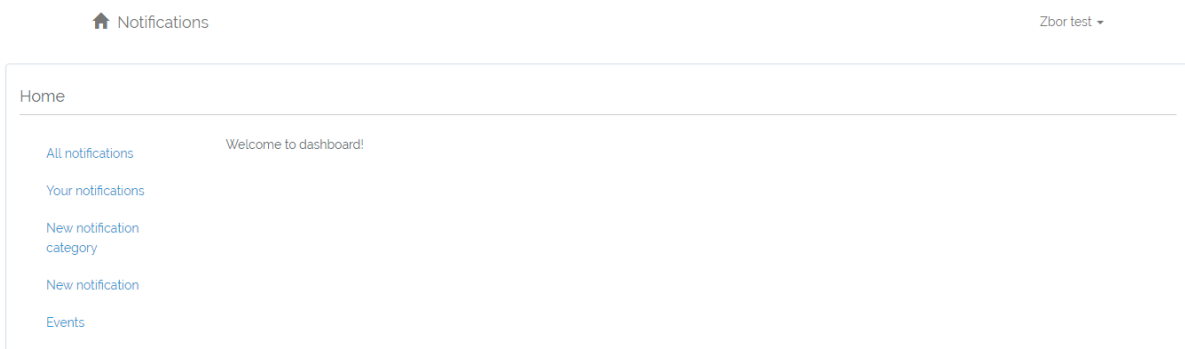 Notifications
Zbor test
Home
All notifications
Welcome to dashboard!
Your notifications
New notification
category
New notification
Events